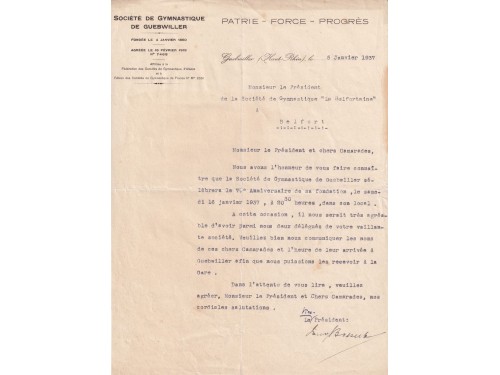 SOCIÉTÉ DE GYMNASTIQUE
DE GUEBWILLER
PATRIE - FORCE - PROGRÈS
Guebwiller (Haut-Rhin), le 5 Janvier 1937
Monsieur le Président
de la Société de Gymnastique "la Belfortaine"
à
Belfort
Monsieur le Président et chers Camarades,
Nous avons l'honneur de vous faire connaî-
tre que la Société de Gymnastique de Guebwiller cé-
lèbrera le Anniversaire de sa fondation, le same-
di 16 janvier 1937, à 20 30 heures, dans son local.
A cette occasion, il nous serait très agréa-
ble d'avoir parmi nous deux délégués de votre vaillan-
te société. Veuillez bien nous communiquer les noms
de ces chers Camarades et l'heure de leur arrivée à
Guebwiller afin que nous puissions les recevoir à la
Gare.
Dans l'attente de vous lire, veuillez
agréer, Monsieur le Président et Chers Camarades, nos
cordiales salutations.
Vice-
Le Président: